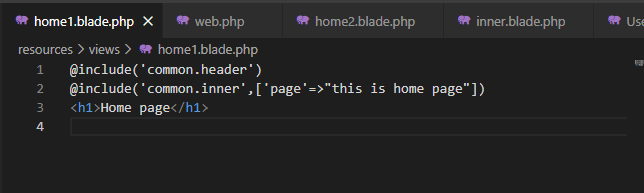 home1.blade.php web.php home2.blade.php inner.blade.php Use
resources views home1.blade.php
1 @include('common.header')
2 @include('common.inner',['page'=>"this is home page"])
3 <h1>Home page</h1>
4